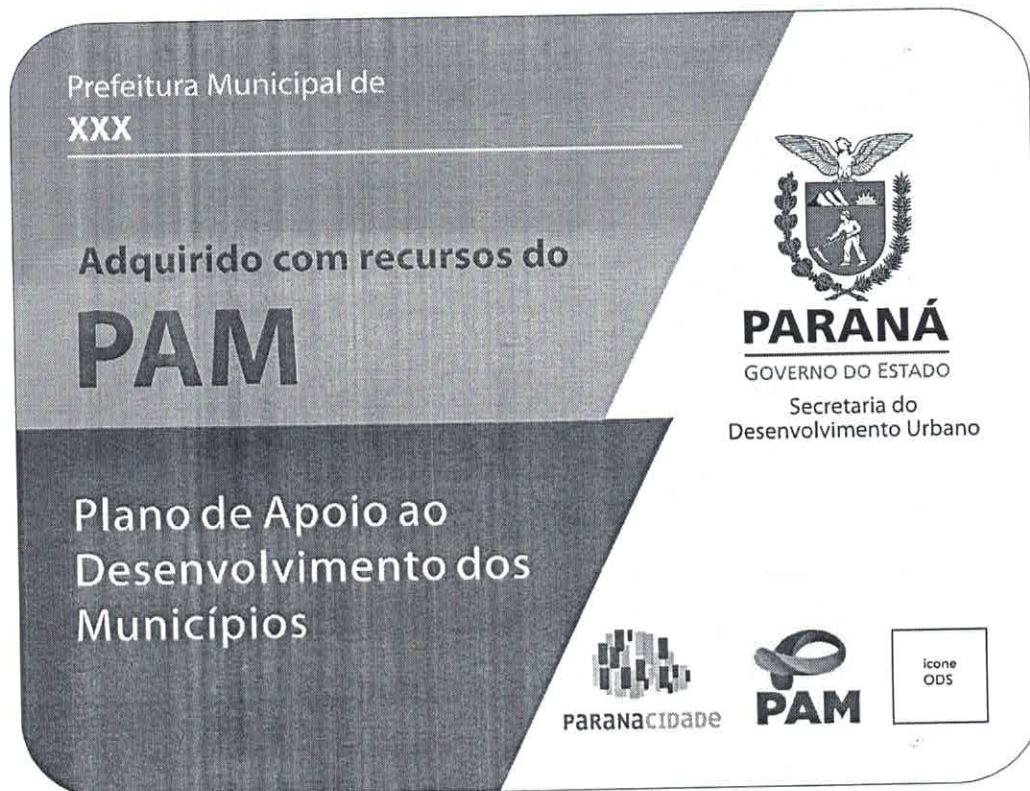 Prefeitura Municipal de
XXX
Adquirido com recursos do
PAM
Plano de Apoio ao
Desenvolvimento dos
Municípios
PARANÁ
GOVERNO DO ESTADO
Secretaria do
Desenvolvimento Urbano
PARANACIDADE
PAM
ícone
ODS